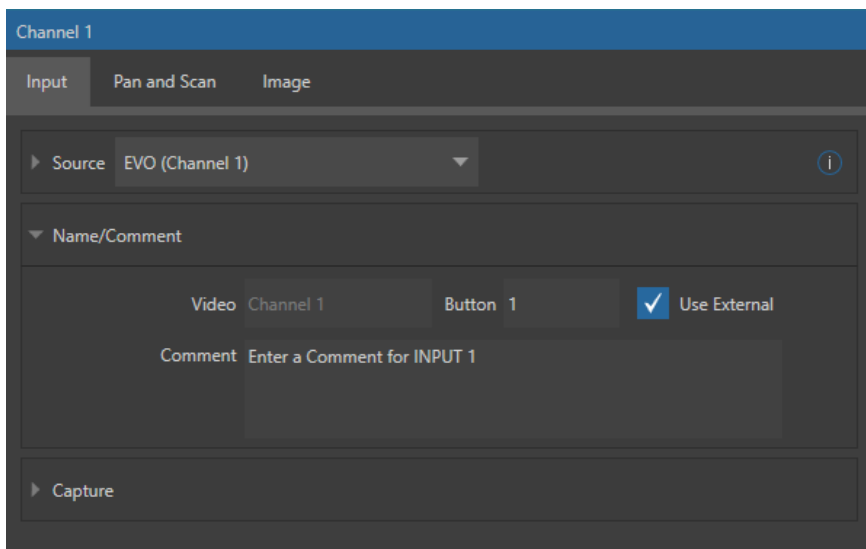 Channel 1
Input Pan and Scan Image
Source EVO (Channel 1)
i
Name/Comment
Video Channel 1 Button 1 Use External
Comment Enter a Comment for INPUT 1
Capture